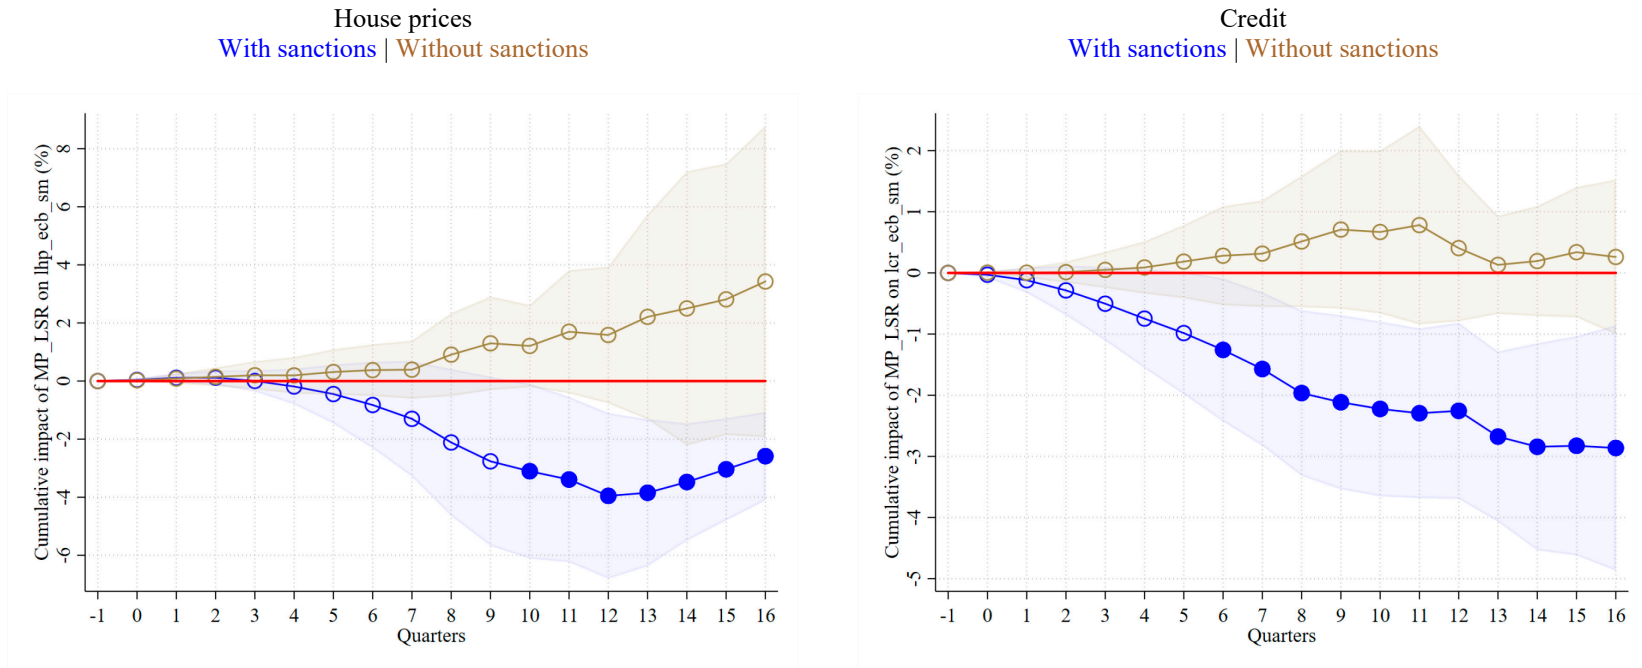 House prices
With sanctions | Without sanctions
Cumulative impact of MP_LSR on lhp_ecb_sm (%)
8
6
4
2
0
-2
-4
-6
-1 0 1 2 3 4 5 6 7 8 9 10 11 12 13 14 15 16
Quarters
Credit
With sanctions | Without sanctions
Cumulative impact of MP_LSR on lcr_ecb_sm (%)
2
1
0
-1
-2
-3
-4
-5
-1 0 1 2 3 4 5 6 7 8 9 10 11 12 13 14 15 16
Quarters